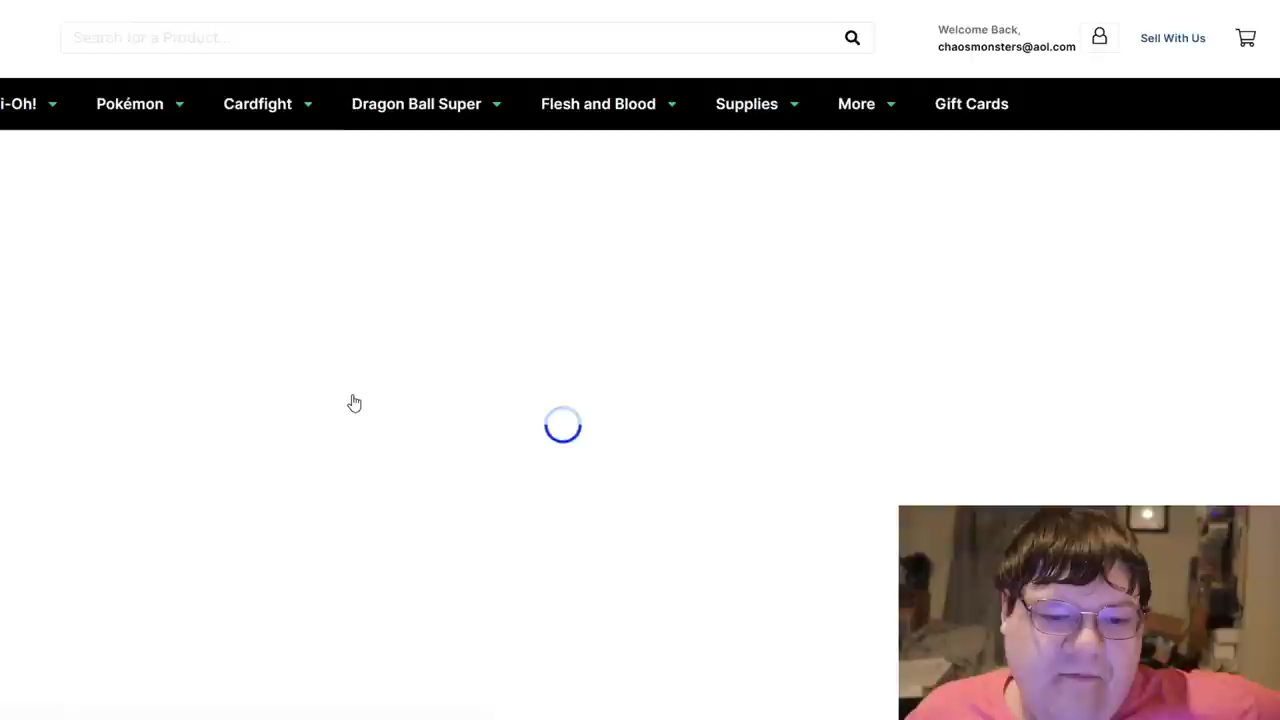 Search for a Product...
Welcome Back,
chaosmonsters@aol.com
Sell With Us
i-Oh!
Pokémon
Cardfight
Dragon Ball Super
Flesh and Blood
Supplies
More
Gift Cards